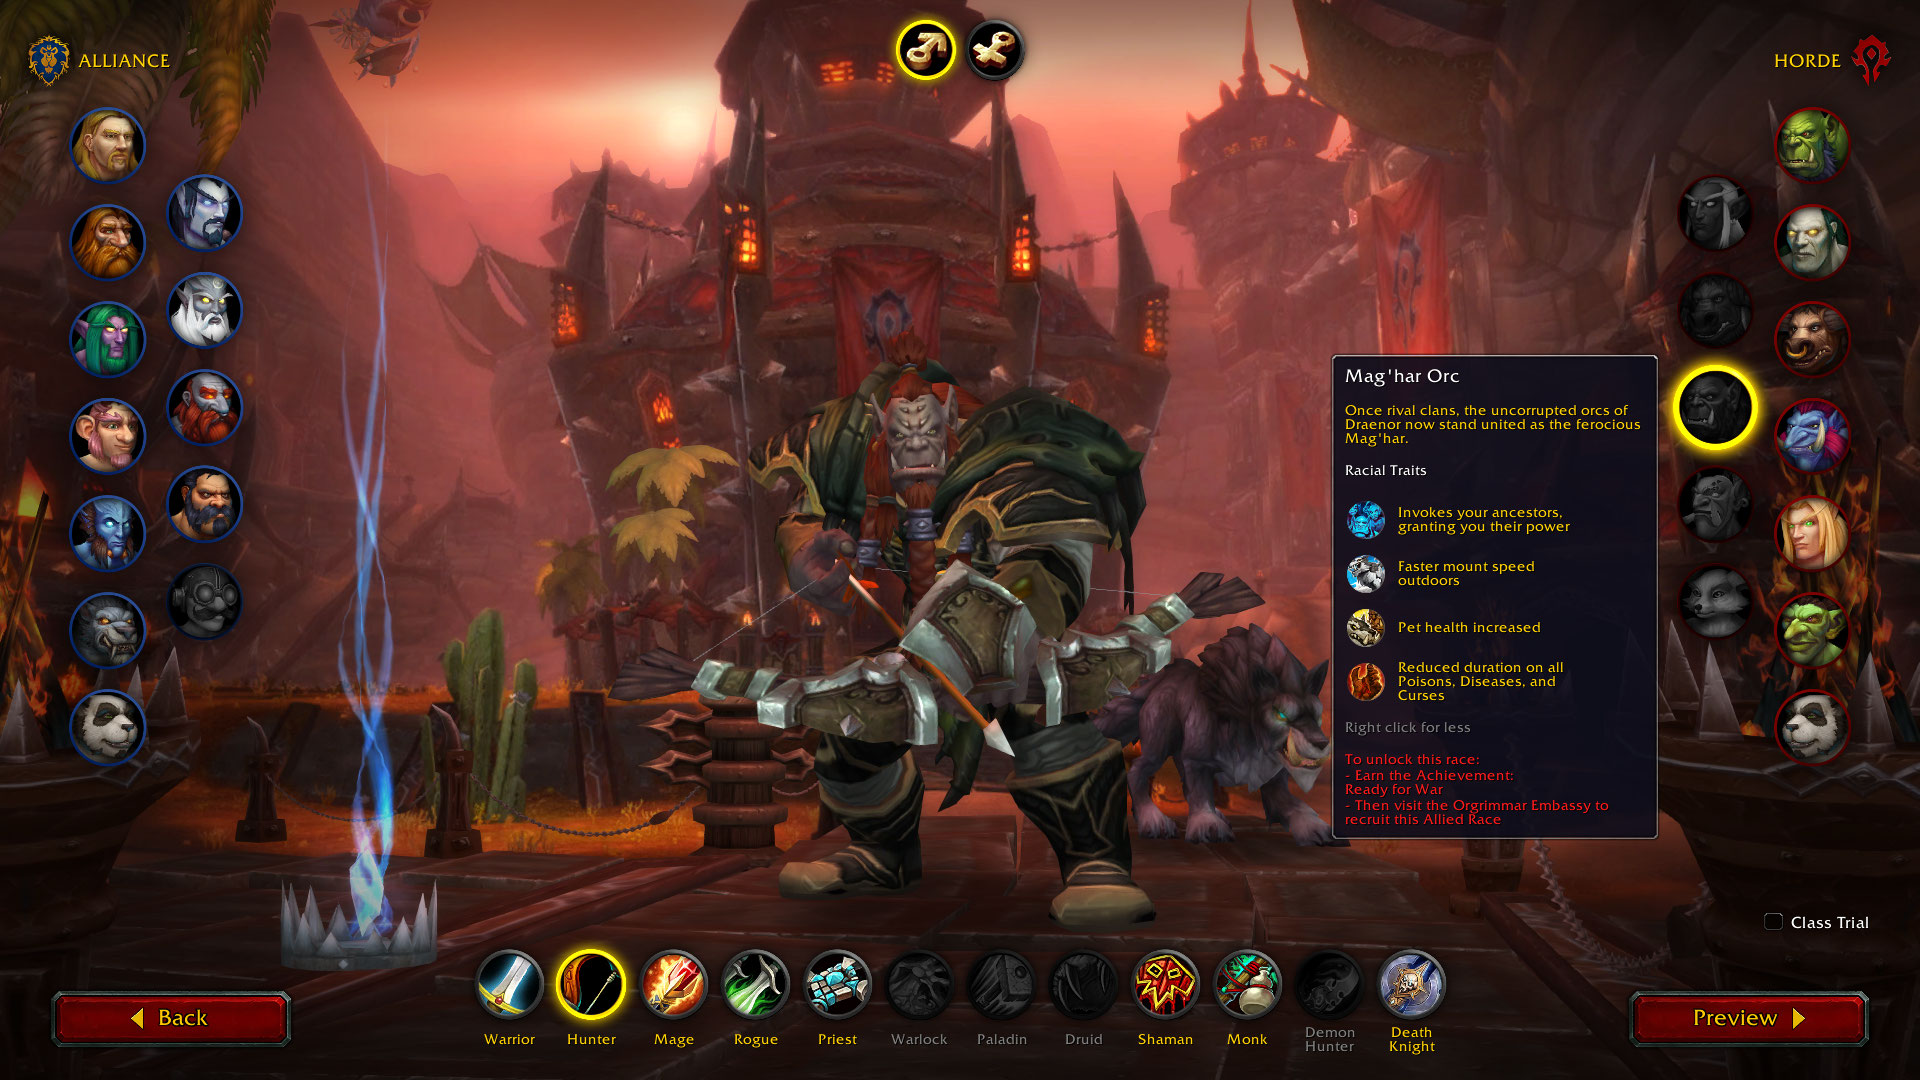 ALLIANCE
HORDE
Mag'har Orc
Once rival clans, the uncorrupted orcs of
Draenor now stand united as the ferocious
Mag'har.
Racial Traits
Invokes your ancestors,
granting you their power
Faster mount speed
outdoors
Pet health increased
Reduced duration on all
Poisons, Diseases, and
Curses
Right click for less
To unlock this race:
- Earn the Achievement:
Ready for War
- Then visit the Orgrimmar Embassy to
recruit this Allied Race
Class Trial
Back
Warrior
Hunter
Mage
Rogue
Priest
Warlock
Paladin
Druid
Shaman
Monk
Demon
Hunter
Death
Knight
Preview